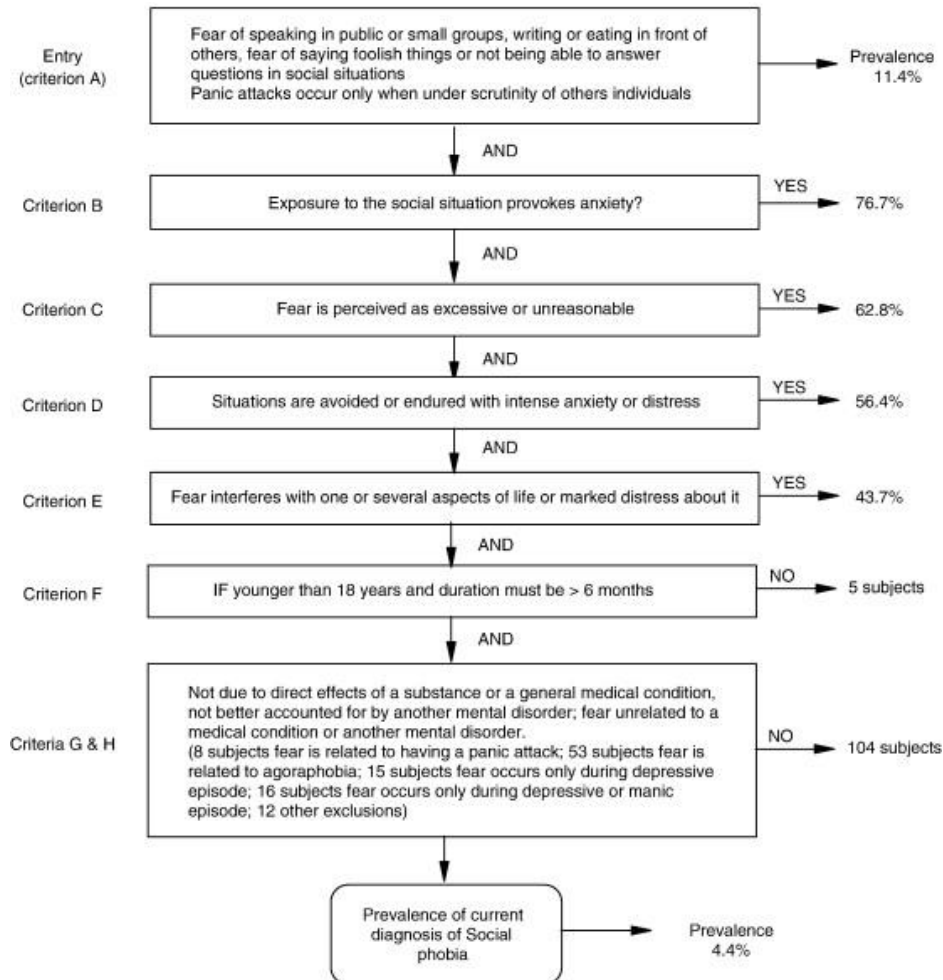 Entry
(criterion A)
Fear of speaking in public or small groups, writing or eating in front of
others, fear of saying foolish things or not being able to answer
questions in social situations
Panic attacks occur only when under scrutinity of others individuals
Prevalence
11.4%
AND
Criterion B
Exposure to the social situation provokes anxiety?
YES
76.7%
AND
Criterion C
Fear is perceived as excessive or unreasonable
YES
62.8%
AND
Criterion D
Situations are avoided or endured with intense anxiety or distress
YES
56.4%
AND
Criterion E
Fear interferes with one or several aspects of life or marked distress about it
YES
43.7%
AND
Criterion F
IF younger than 18 years and duration must be > 6 months
NO
5 subjects
AND
Criteria G & H
Not due to direct effects of a substance or a general medical condition,
not better accounted for by another mental disorder; fear unrelated to a
medical condition or another mental disorder.
(8 subjects fear is related to having a panic attack; 53 subjects fear is
related to agoraphobia; 15 subjects fear occurs only during depressive
episode; 16 subjects fear occurs only during depressive or manic
episode; 12 other exclusions)
NO
104 subjects
Prevalence of current
diagnosis of Social
phobia
Prevalence
4.4%